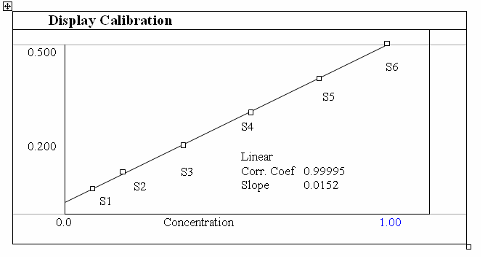 Display Calibration
0.500
S6
S5
S4
0.200
Linear
S3
Corr. Coef 0.99995
S2
Slope 0.0152
S1
0.0 Concentration 1.00